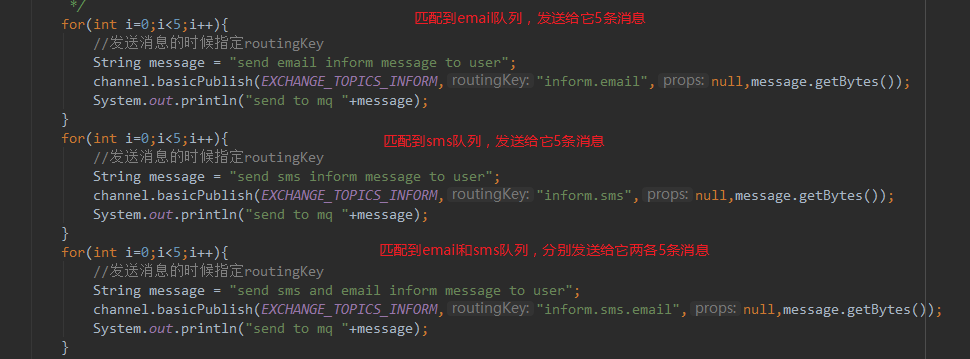 */
for(int i=0;i<5;i++){ 匹配到email队列，发送给它5条消息
//发送消息的时候指定routingKey
String message = "send email inform message to user";
channel.basicPublish(EXCHANGE_TOPICS_INFORM, routingKey: "inform.email", props: null,message.getBytes());
System.out.println("send to mq "+message);
}
for(int i=0;i<5;i++){ 匹配到sms队列，发送给它5条消息
//发送消息的时候指定routingKey
String message = "send sms inform message to user";
channel.basicPublish(EXCHANGE_TOPICS_INFORM, routingKey: "inform.sms", props: null,message.getBytes());
System.out.println("send to mq "+message);
}
for(int i=0;i<5;i++){ 匹配到email和sms队列，分别发送给它两各5条消息
//发送消息的时候指定routingKey
String message = "send sms and email inform message to user";
channel.basicPublish(EXCHANGE_TOPICS_INFORM, routingKey: "inform.sms.email", props: null,message.getBytes());
System.out.println("send to mq "+message);
}